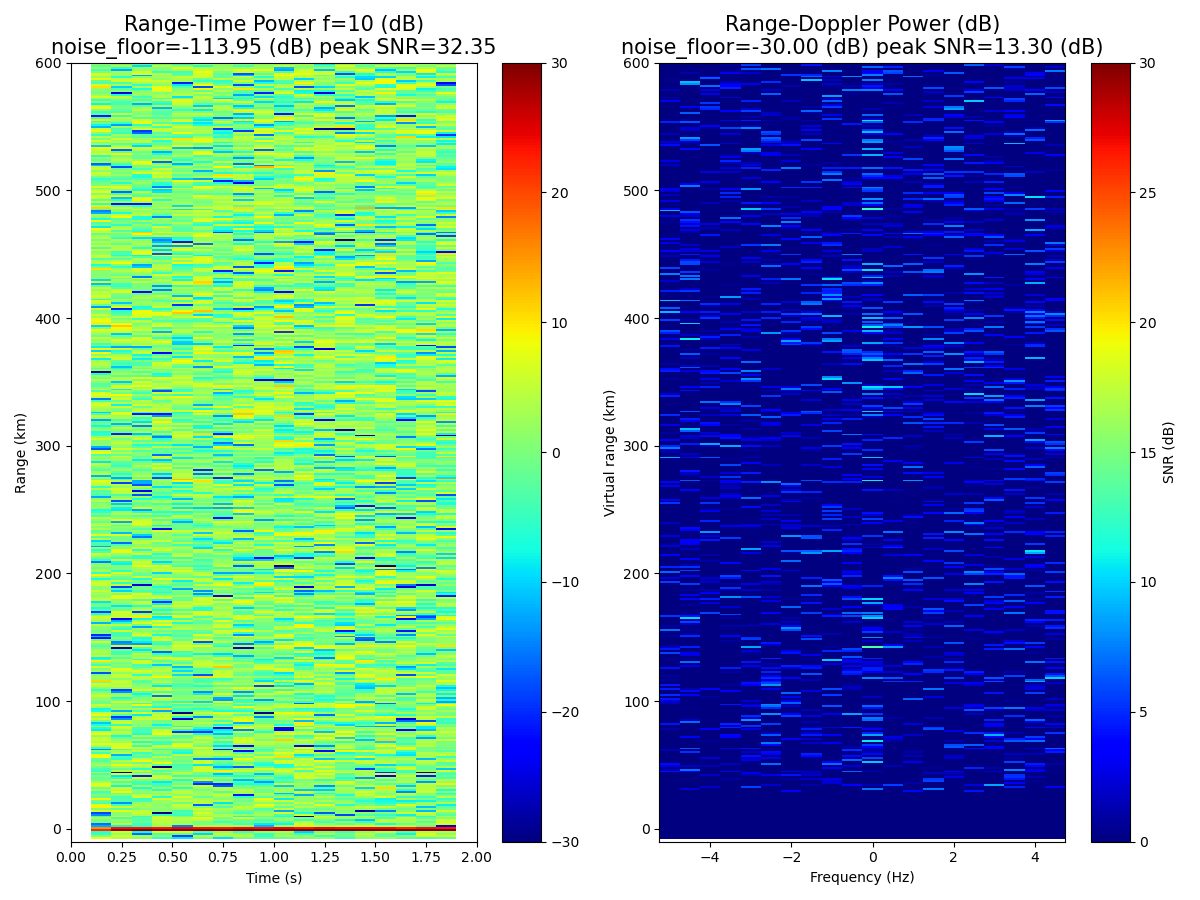 Range-Time Power f=10 (dB)
noise_floor=-113.95 (dB) peak SNR=32.35
Range (km)
600
500
400
300
200
100
0
0.00 0.25 0.50 0.75 1.00 1.25 1.50 1.75 2.00
Time (s)
30
20
10
0
−10
−20
−30
Range-Doppler Power (dB)
noise_floor=-30.00 (dB) peak SNR=13.30 (dB)
Virtual range (km)
600
500
400
300
200
100
0
−4 −2 0 2 4
Frequency (Hz)
30
25
20
15
10
5
0
SNR (dB)